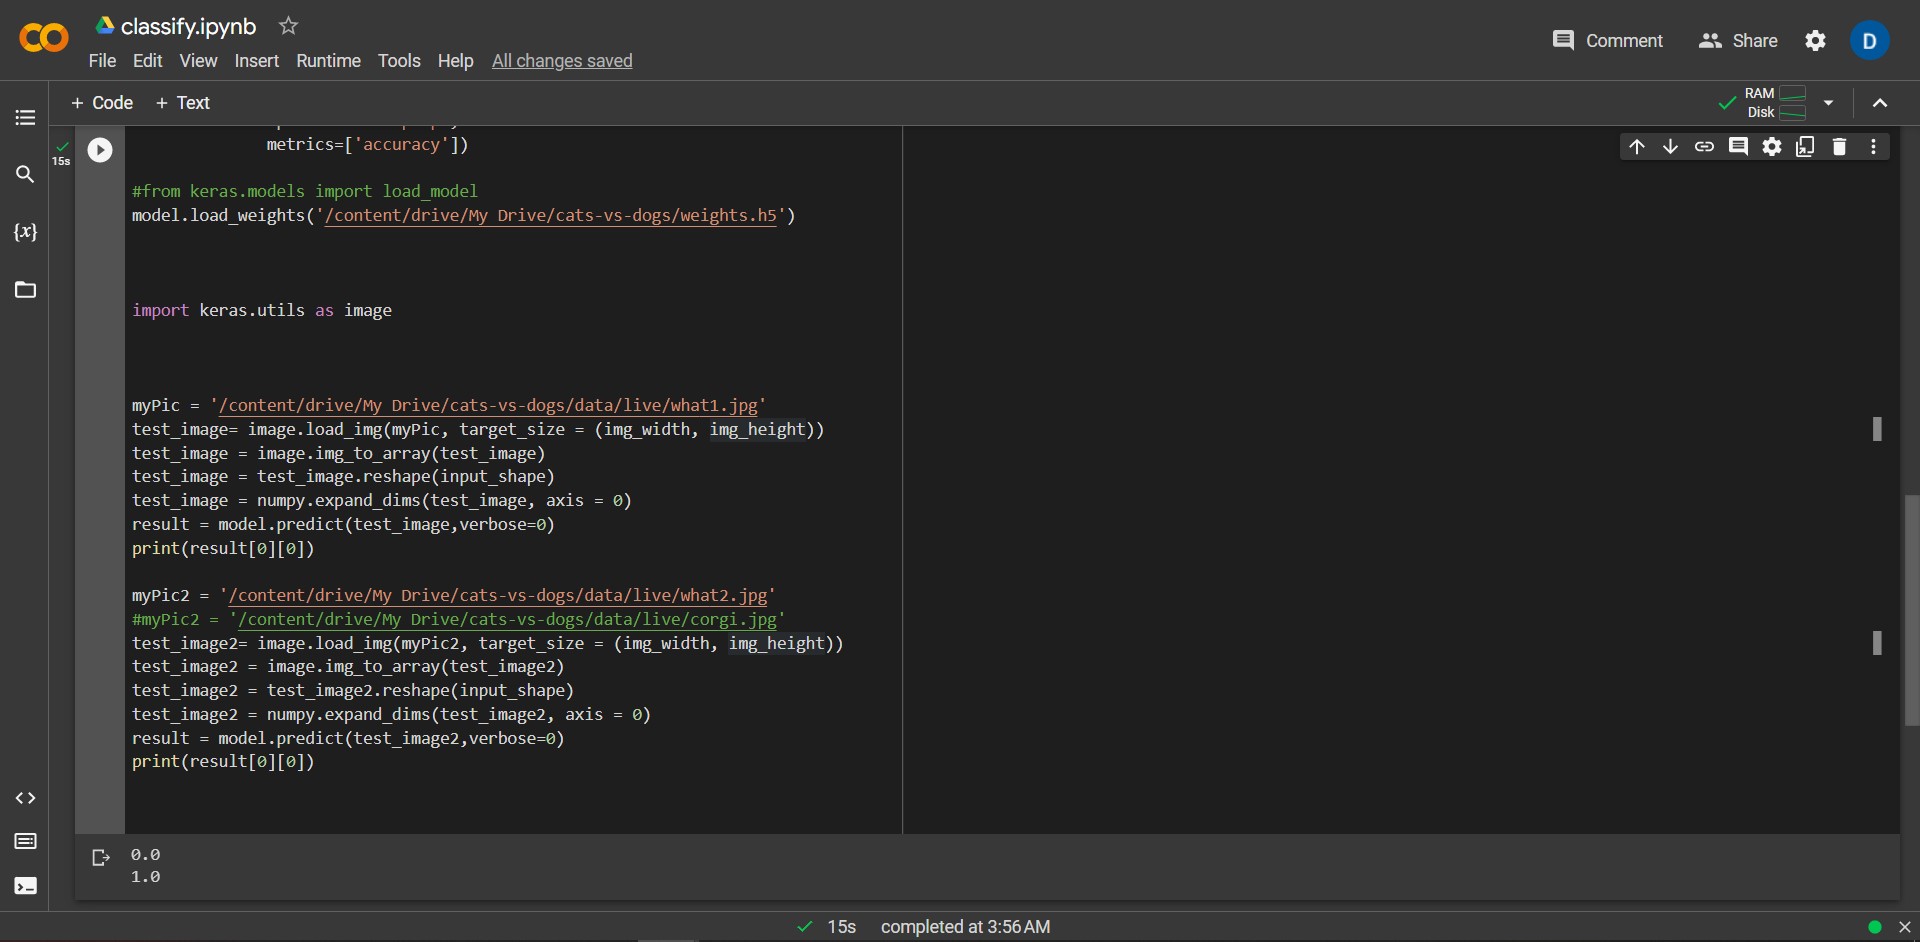 classify.ipynb
File Edit View Insert Runtime Tools Help All changes saved
Comment Share D
+ Code + Text
RAM
Disk
15s
metrics=['accuracy'])
#from keras.models import load_model
model.load_weights('/content/drive/My Drive/cats-vs-dogs/weights.h5')
{x}
import keras.utils as image
myPic = '/content/drive/My Drive/cats-vs-dogs/data/live/what1.jpg'
test_image= image.load_img(myPic, target_size = (img_width, img_height))
test_image = image.img_to_array(test_image)
test_image = test_image.reshape(input_shape)
test_image = numpy.expand_dims(test_image, axis = 0)
result = model.predict(test_image,verbose=0)
print(result[0][0])
myPic2 = '/content/drive/My Drive/cats-vs-dogs/data/live/what2.jpg'
#myPic2 = '/content/drive/My Drive/cats-vs-dogs/data/live/corgi.jpg'
test_image2= image.load_img(myPic2, target_size = (img_width, img_height))
test_image2 = image.img_to_array(test_image2)
test_image2 = test_image2.reshape(input_shape)
test_image2 = numpy.expand_dims(test_image2, axis = 0)
result = model.predict(test_image2,verbose=0)
print(result[0][0])
0.0
1.0
15s completed at 3:56 AM